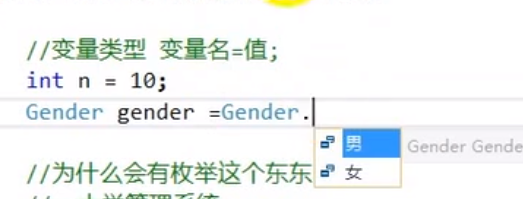 //变量类型 变量名=值;
int n = 10;
Gender gender =Gender.
男 Gender Gende
//为什么会有枚举这个东东
女